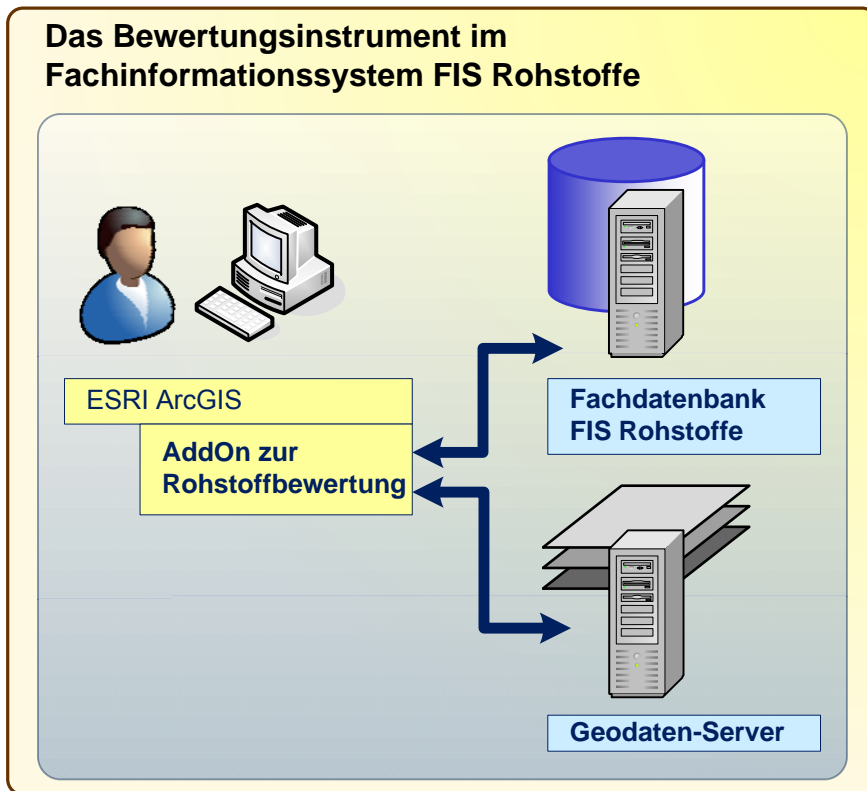 Das Bewertungsinstrument im
Fachinformationssystem FIS Rohstoffe
ESRI ArcGIS
AddOn zur
Rohstoffbewertung
Fachdatenbank
FIS Rohstoffe
Geodaten-Server